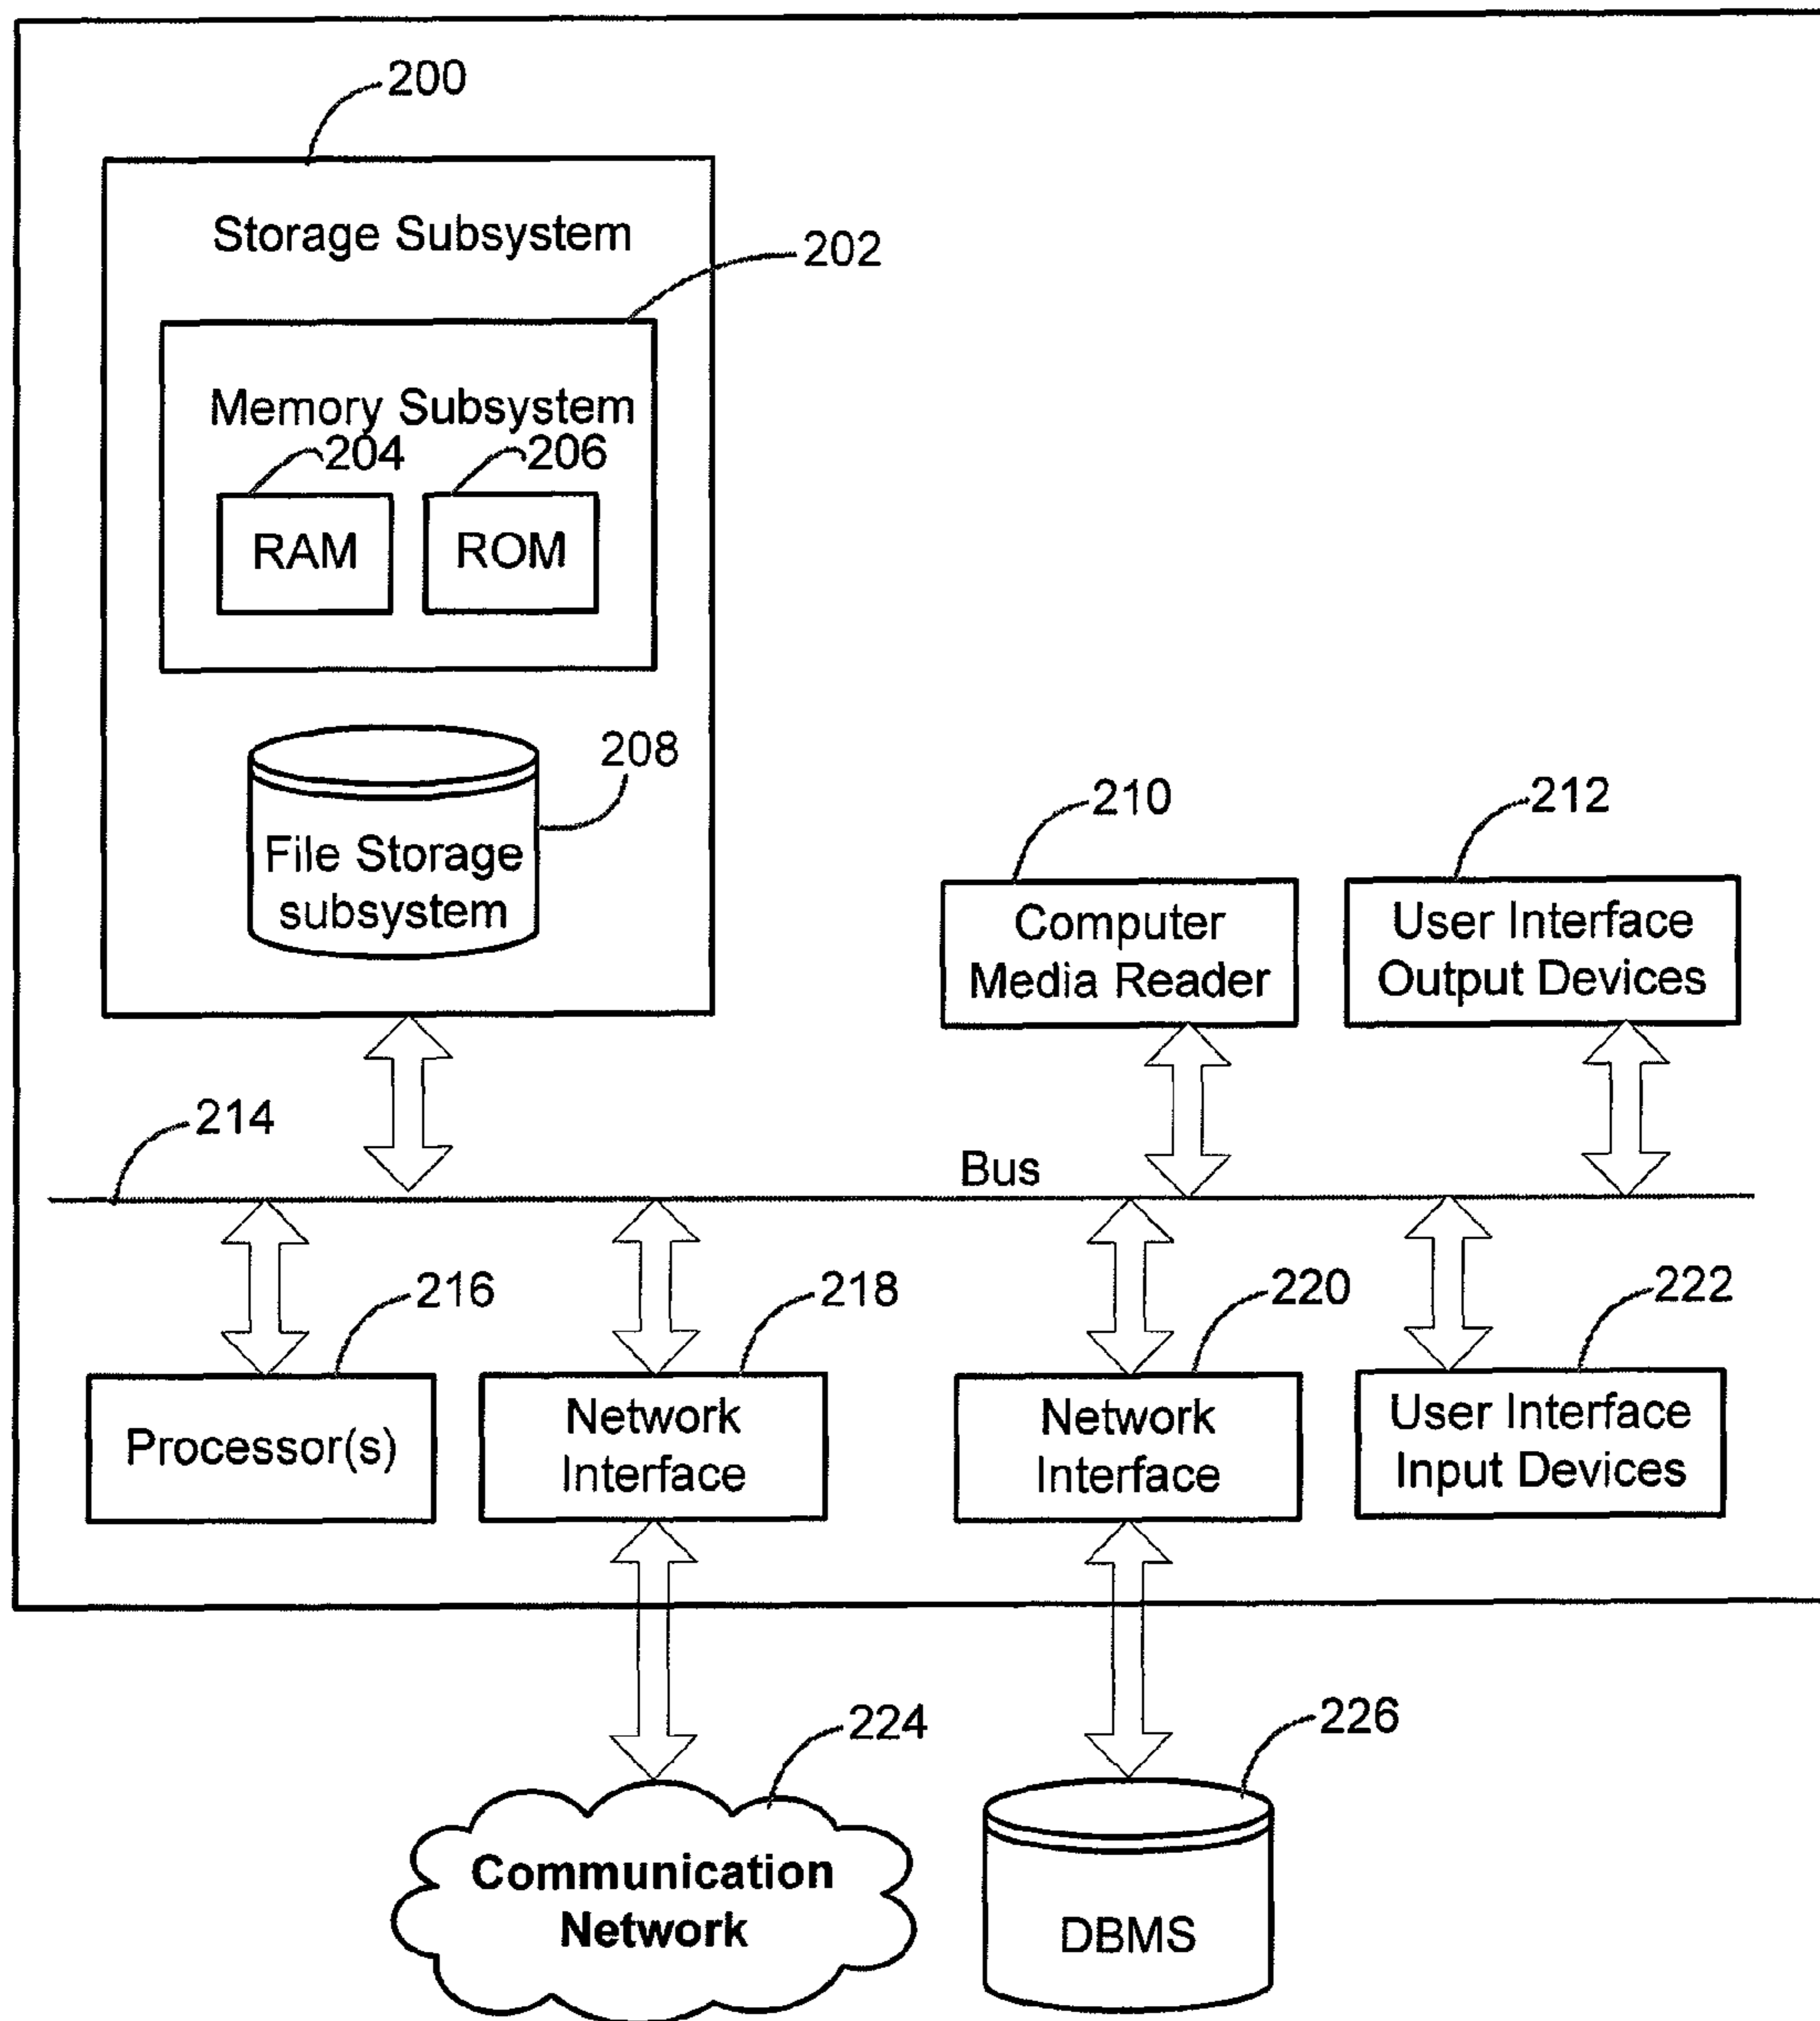 200
Storage Subsystem
202
Memory Subsystem
204
206
RAM
ROM
208
File Storage
subsystem
210
Computer
Media Reader
212
User Interface
Output Devices
214
Bus
216
Processor(s)
218
Network
Interface
220
Network
Interface
222
User Interface
Input Devices
224
Communication
Network
226
DBMS